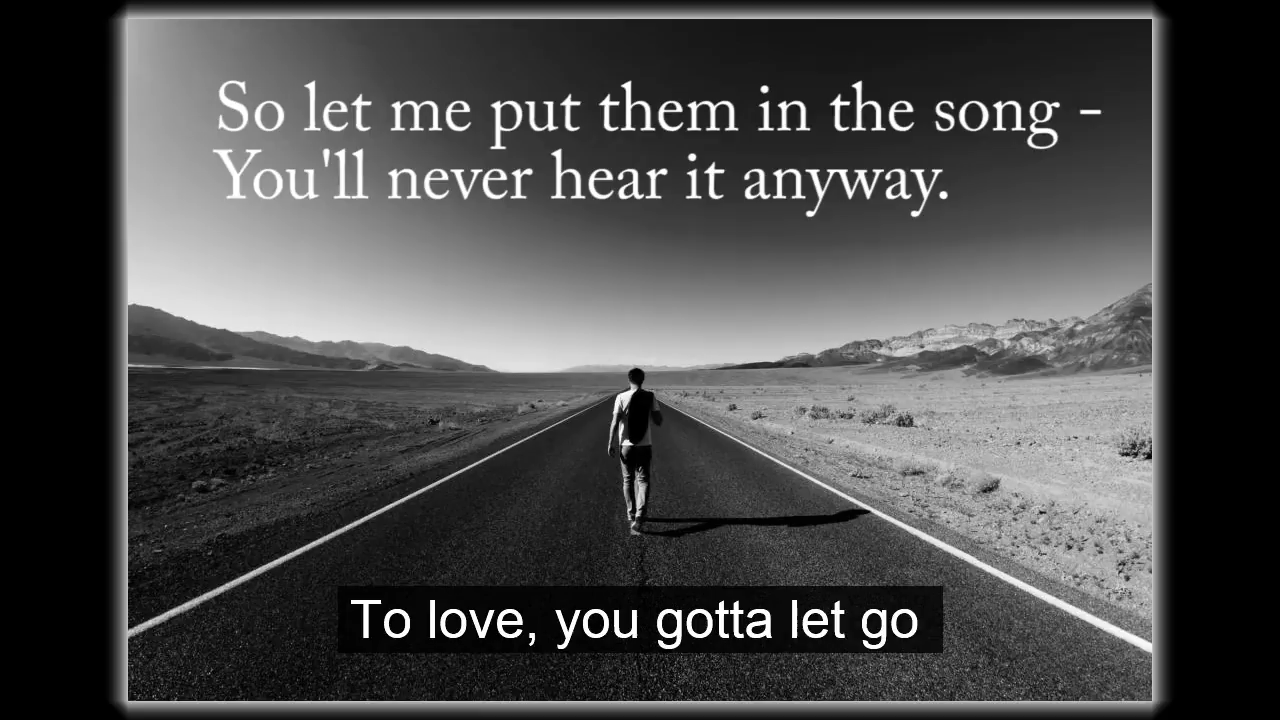 So let me put them in the song -
You'll never hear it anyway.
To love, you gotta let go